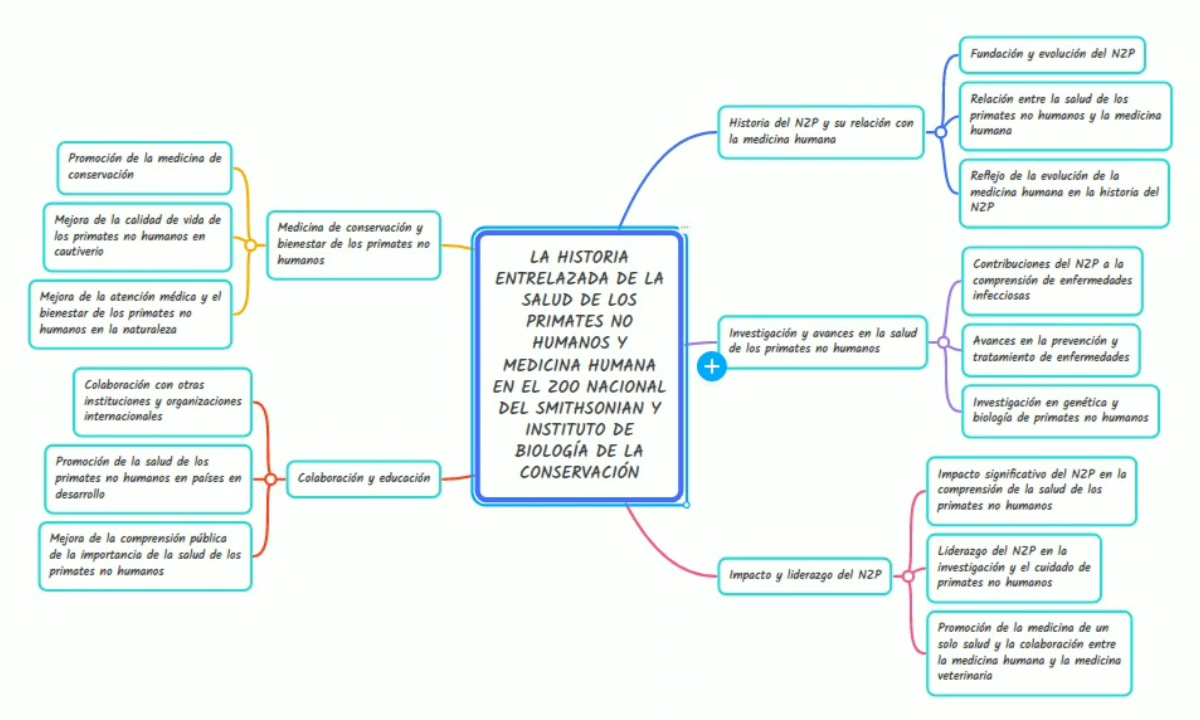 LA HISTORIA
ENTRELAZADA DE LA
SALUD DE LOS
PRIMATES NO
HUMANOS Y
MEDICINA HUMANA
EN EL ZOO NACIONAL
DEL SMITHSONIAN Y
INSTITUTO DE
BIOLOGÍA DE LA
CONSERVACIÓN
Historia del NZP y su relación con
la medicina humana
Fundación y evolución del NZP
Relación entre la salud de los
primates no humanos y la medicina
humana
Reflejo de la evolución de la
medicina humana en la historia del
NZP
Investigación y avances en la salud
de los primates no humanos
Contribuciones del NZP a la
comprensión de enfermedades
infecciosas
Avances en la prevención y
tratamiento de enfermedades
Investigación en genética y
biología de primates no humanos
Impacto y liderazgo del NZP
Impacto significativo del NZP en la
comprensión de la salud de los
primates no humanos
Liderazgo del NZP en la
investigación y el cuidado de
primates no humanos
Promoción de la medicina de un
solo salud y la colaboración entre
la medicina humana y la medicina
veterinaria
Medicina de conservación y
bienestar de los primates no
humanos
Promoción de la medicina de
conservación
Mejora de la calidad de vida de
los primates no humanos en
cautiverio
Mejora de la atención médica y el
bienestar de los primates no
humanos en la naturaleza
Colaboración y educación
Colaboración con otras
instituciones y organizaciones
internacionales
Promoción de la salud de los
primates no humanos en países en
desarrollo
Mejora de la comprensión pública
de la importancia de la salud de los
primates no humanos